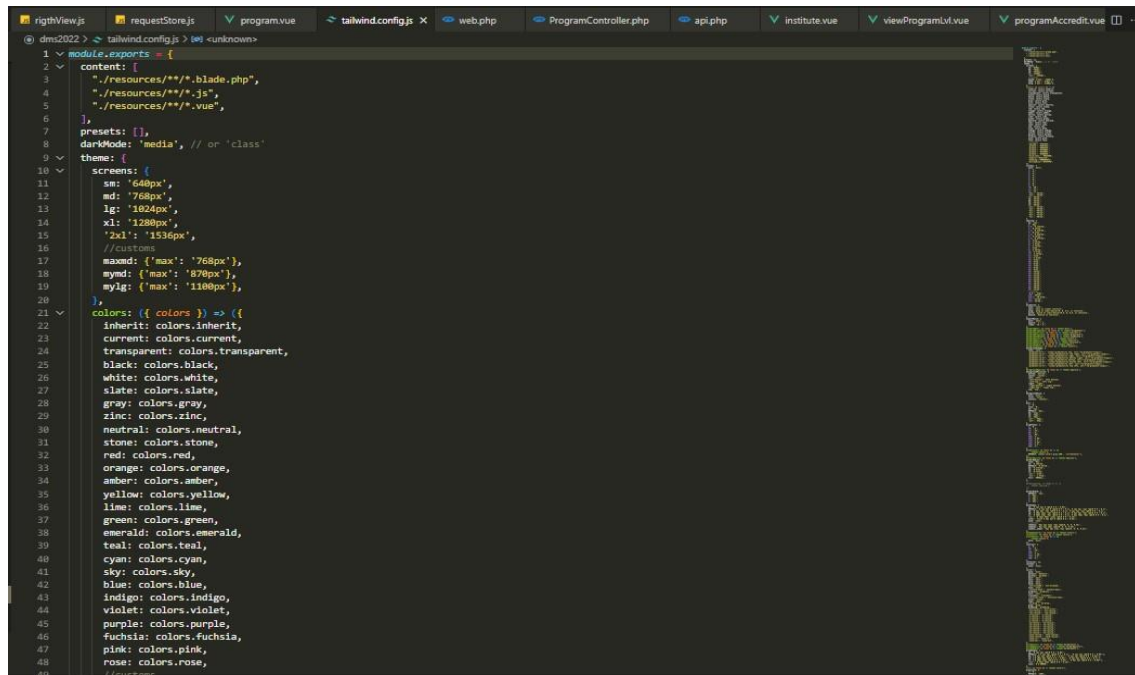 rigthView.js requestStore.js program.vue tailwind.config.js web.php ProgramController.php api.php institute.vue viewProgramLvl.vue programAccredit.vue
dms2022 > tailwind.config.js > <unknown>
1 module.exports = {
2 content: [
3 "./resources/**/*.blade.php",
4 "./resources/**/*.js",
5 "./resources/**/*.vue",
6 ],
7 presets: [],
8 darkMode: 'media', // or 'class'
9 theme: {
10 screens: {
11 sm: '640px',
12 md: '768px',
13 lg: '1024px',
14 xl: '1280px',
15 '2xl': '1536px',
16 //customs
17 maxmd: {'max': '768px'},
18 mymd: {'max': '870px'},
19 mylg: {'max': '1100px'},
20 },
21 colors: ({ colors }) => ({
22 inherit: colors.inherit,
23 current: colors.current,
24 transparent: colors.transparent,
25 black: colors.black,
26 white: colors.white,
27 slate: colors.slate,
28 gray: colors.gray,
29 zinc: colors.zinc,
30 neutral: colors.neutral,
31 stone: colors.stone,
32 red: colors.red,
33 orange: colors.orange,
34 amber: colors.amber,
35 yellow: colors.yellow,
36 lime: colors.lime,
37 green: colors.green,
38 emerald: colors.emerald,
39 teal: colors.teal,
40 cyan: colors.cyan,
41 sky: colors.sky,
42 blue: colors.blue,
43 indigo: colors.indigo,
44 violet: colors.violet,
45 purple: colors.purple,
46 fuchsia: colors.fuchsia,
47 pink: colors.pink,
48 rose: colors.rose,
49 //customs